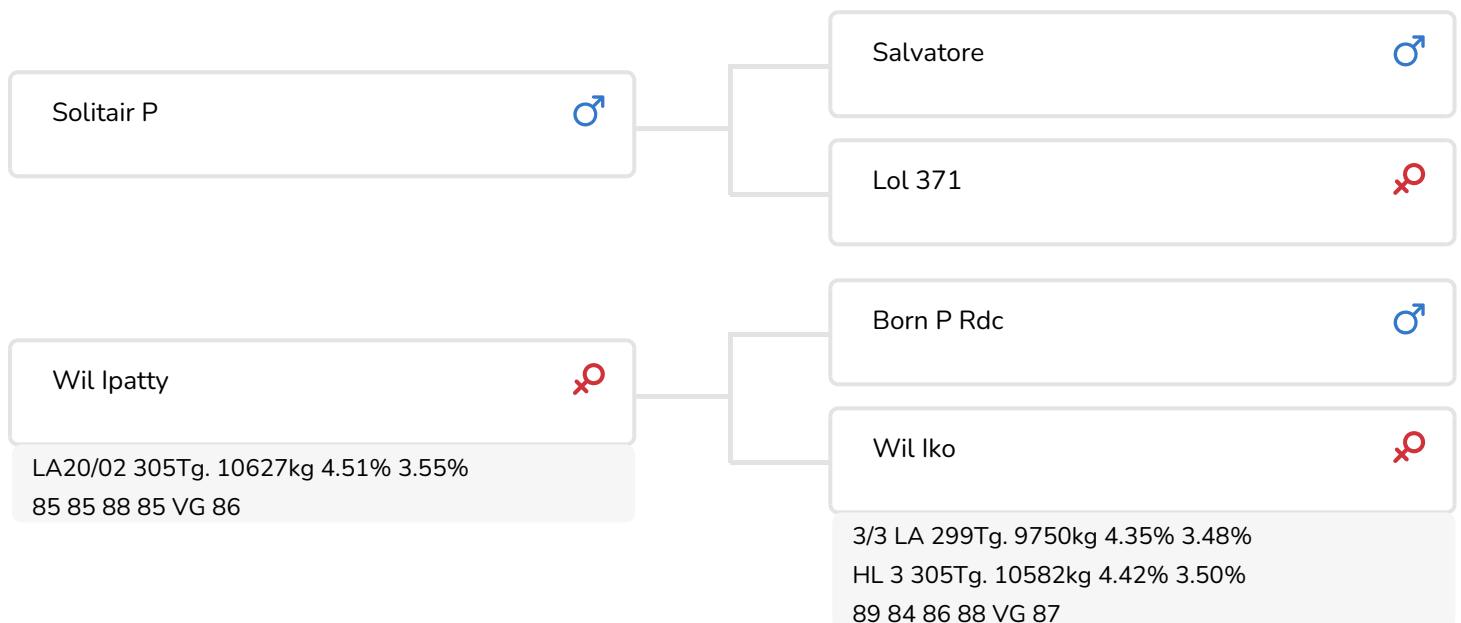 Solitair P
Salvatore
Lol 371
Wil Ipatty
LA20/02 305Tg. 10627kg 4.51% 3.55%
85 85 88 85 VG 86
Born P Rdc
Wil Iko
3/3 LA 299Tg. 9750kg 4.35% 3.48%
HL 3 305Tg. 10582kg 4.42% 3.50%
89 84 86 88 VG 87